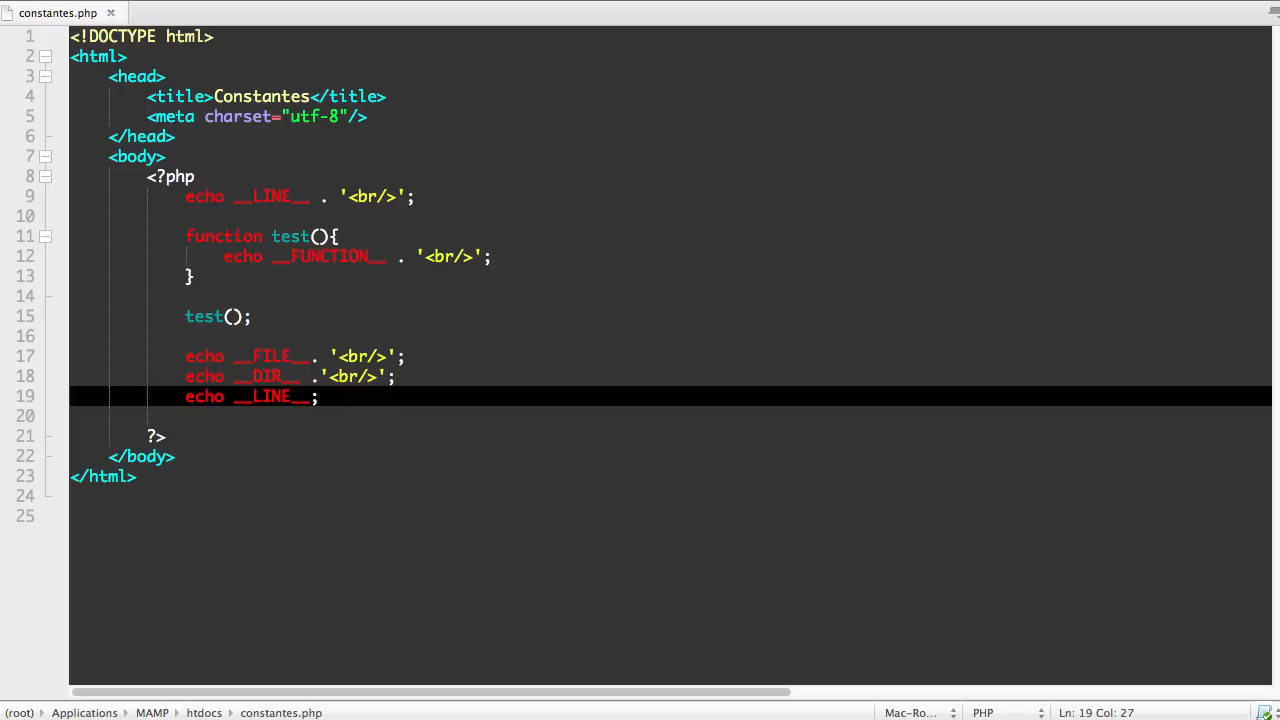 constantes.php
1 <!DOCTYPE html>
2 <html>
3 <head>
4 <title>Constantes</title>
5 <meta charset="utf-8"/>
6 </head>
7 <body>
8 <?php
9 echo __LINE__ . '<br/>';
10
11 function test(){
12 echo __FUNCTION__ . '<br/>';
13 }
14
15 test();
16
17 echo __FILE__. '<br/>';
18 echo __DIR__ .'<br/>';
19 echo __LINE__;
20
21 ?>
22 </body>
23 </html>
24
25
(root) Applications MAMP htdocs constantes.php Mac-Ro... PHP Ln: 19 Col: 27